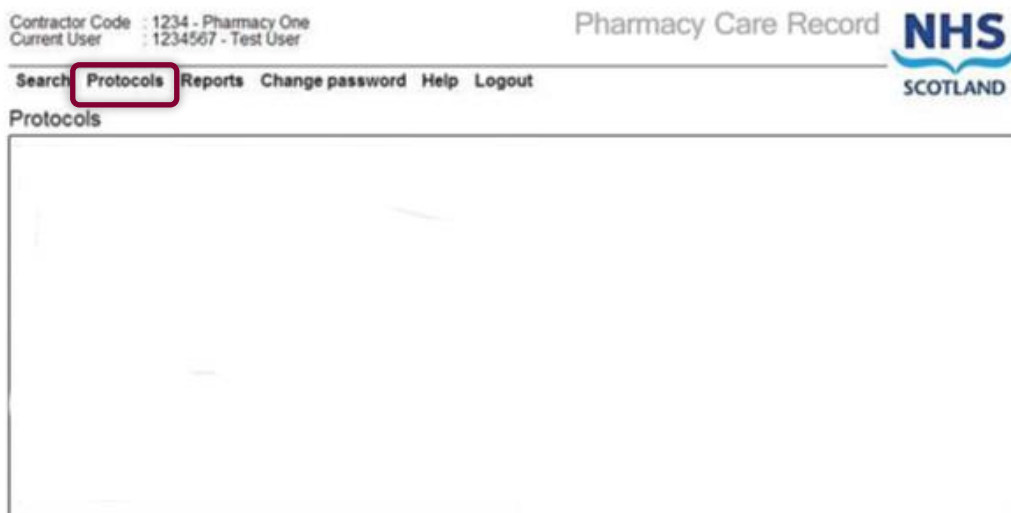 Contractor Code : 1234 - Pharmacy One
Current User : 1234567 - Test User
Pharmacy Care Record
NHS
SCOTLAND
Search Protocols Reports Change password Help Logout
Protocols